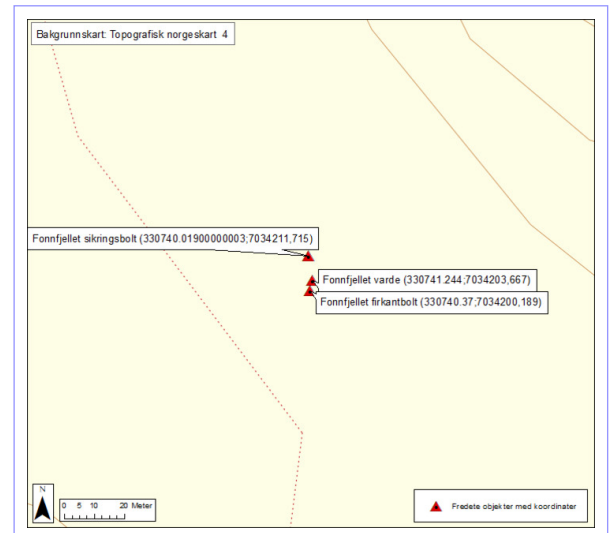 Bakgrunnskart: Topografisk norgeskart 4
Fonnfjellet sikringsbolt (330740.01900000003;7034211,715)
Fonnfjellet varde (330741.244;7034203,667)
Fonnfjellet firkantbolt (330740.37;7034200,189)
N
0 5 10 20 Meter
Fredete objekter med koordinater